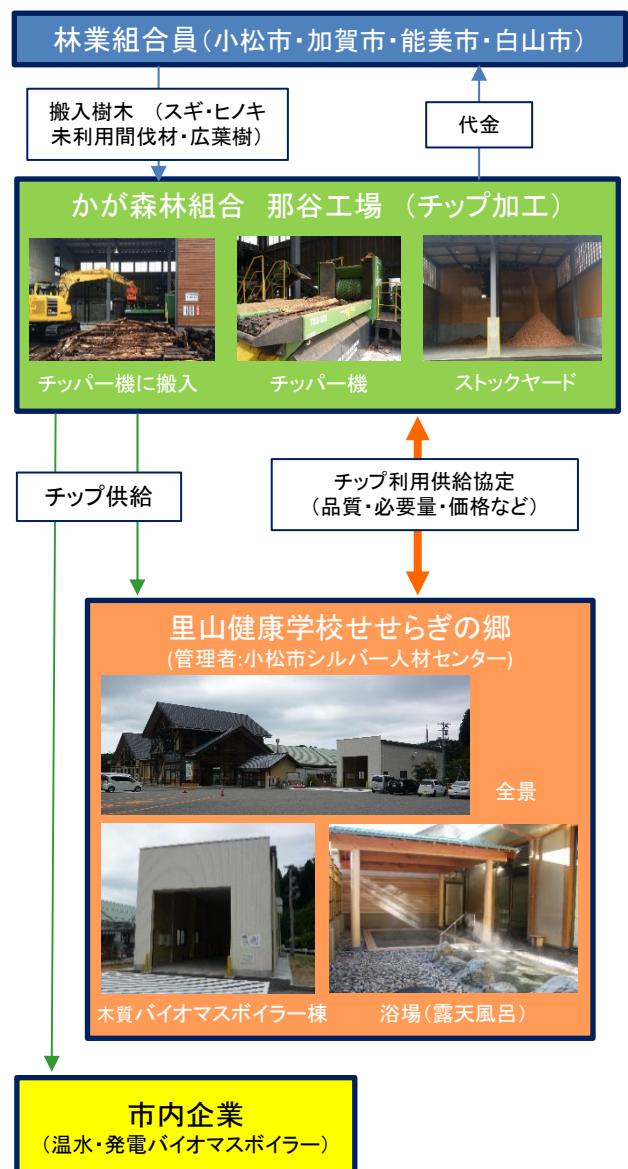 林業組合員(小松市・加賀市・能美市・白山市)
搬入樹木 (スギ・ヒノキ
未利用間伐材・広葉樹)
代金
かが森林組合 那谷工場 (チップ加工)
チッパー機に搬入
チッパー機
ストックヤード
チップ供給
チップ利用供給協定
(品質・必要量・価格など)
里山健康学校せせらぎの郷
(管理者:小松市シルバー人材センター)
全景
木質バイオマスボイラー棟
浴場(露天風呂)
市内企業
(温水・発電バイオマスボイラー)